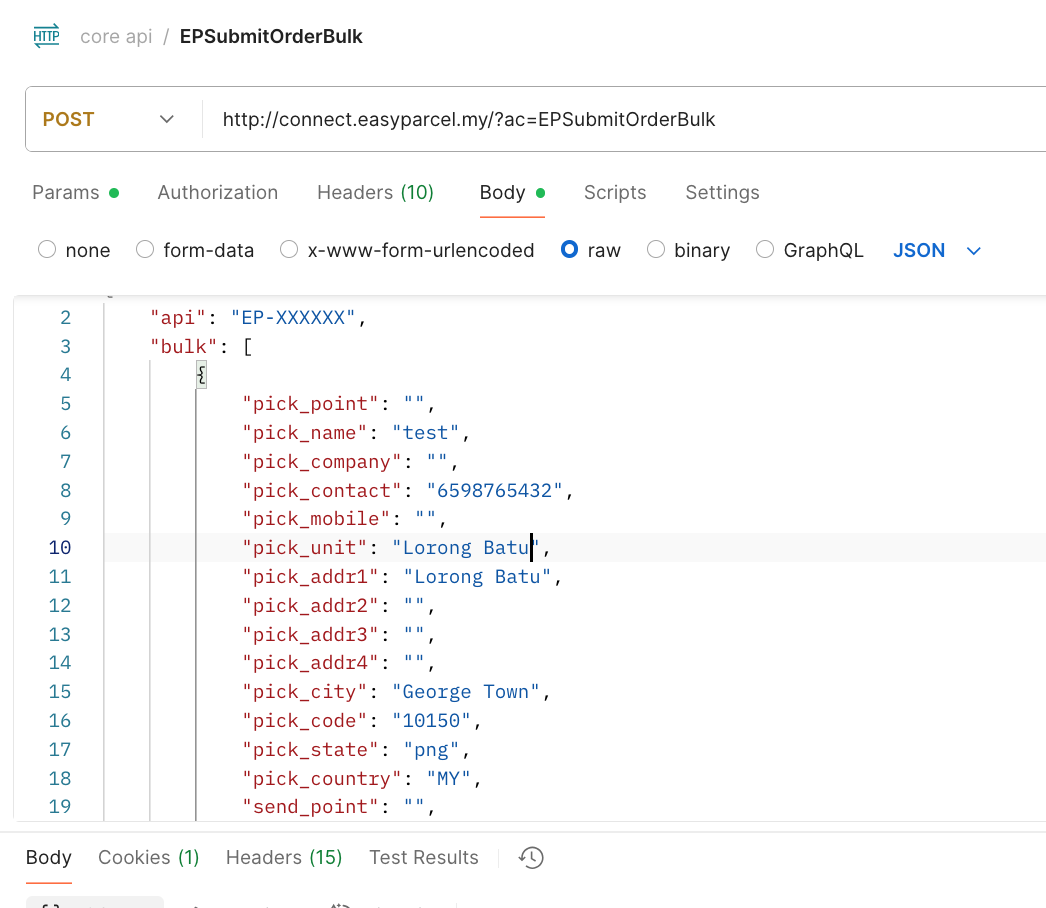 HTTP core api / EPSubmitOrderBulk
POST http://connect.easyparcel.my/?ac=EPSubmitOrderBulk
Params Authorization Headers (10) Body Scripts Settings
none form-data x-www-form-urlencoded raw binary GraphQL JSON
2 "api": "EP-XXXXXX",
3 "bulk": [
4 {
5 "pick_point": "",
6 "pick_name": "test",
7 "pick_company": "",
8 "pick_contact": "6598765432",
9 "pick_mobile": "",
10 "pick_unit": "Lorong Batu",
11 "pick_addr1": "Lorong Batu",
12 "pick_addr2": "",
13 "pick_addr3": "",
14 "pick_addr4": "",
15 "pick_city": "George Town",
16 "pick_code": "10150",
17 "pick_state": "png",
18 "pick_country": "MY",
19 "send_point": "",
Body Cookies (1) Headers (15) Test Results